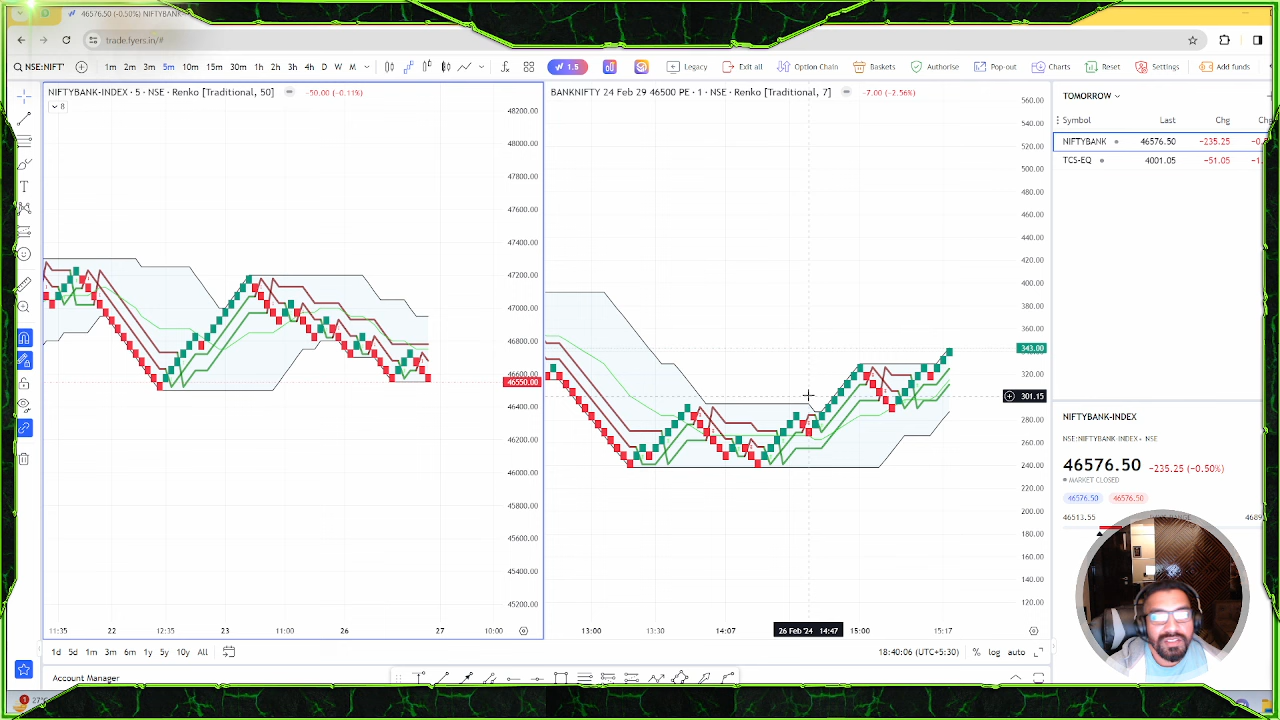 46576.50 (-0.50%) NIFTYBANK
trade.fyers.in/#
NSE:NIFT'
1m 2m 3m 5m 10m 15m 30m 1h 2h 3h 4h D W M
1.5
Legacy
Exit all
Option Chain
Baskets
Authorise
Pop out
Charts
Reset
Settings
Add funds
NIFTYBANK-INDEX · 5 · NSE · Renko [Traditional, 50]
-50.00 (-0.11%)
8
48200.00
48000.00
47800.00
47600.00
47400.00
47200.00
47000.00
46800.00
46600.00
46550.00
46400.00
46200.00
46000.00
45800.00
45600.00
45400.00
45200.00
11:35 22 12:35 23 11:00 26 27 10:00
BANKNIFTY 24 Feb 29 46500 PE · 1 · NSE · Renko [Traditional, 7]
-7.00 (-2.56%)
560.00
540.00
520.00
500.00
480.00
460.00
440.00
420.00
400.00
380.00
360.00
343.00
320.00
301.15
280.00
260.00
240.00
220.00
200.00
180.00
160.00
140.00
120.00
13:00 13:30 14:07 26 Feb '24 14:47 15:00 15:17
1d 5d 1m 3m 6m 1y 5y 10y All
18:40:06 (UTC+5:30)
% log auto
Account Manager
TOMORROW
Symbol Last Chg
NIFTYBANK 46576.50 -235.25
TCS-EQ 4001.05 -51.05
NIFTYBANK-INDEX
NSE:NIFTYBANK-INDEX · NSE
46576.50 -235.25 (-0.50%)
MARKET CLOSED
46576.50 46576.50
46513.55